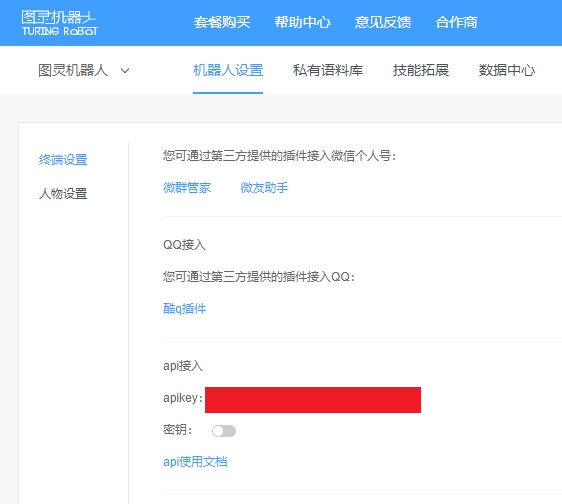 图灵机器人 套餐购买 帮助中心 意见反馈 合作商
TURING ROBOT
图灵机器人 机器人设置 私有语料库 技能拓展 数据中心
终端设置 您可通过第三方提供的插件接入微信个人号：
人物设置 微群管家 微友助手
QQ接入
您可通过第三方提供的插件接入QQ：
酷q插件
api接入
apikey：
密钥：
api使用文档